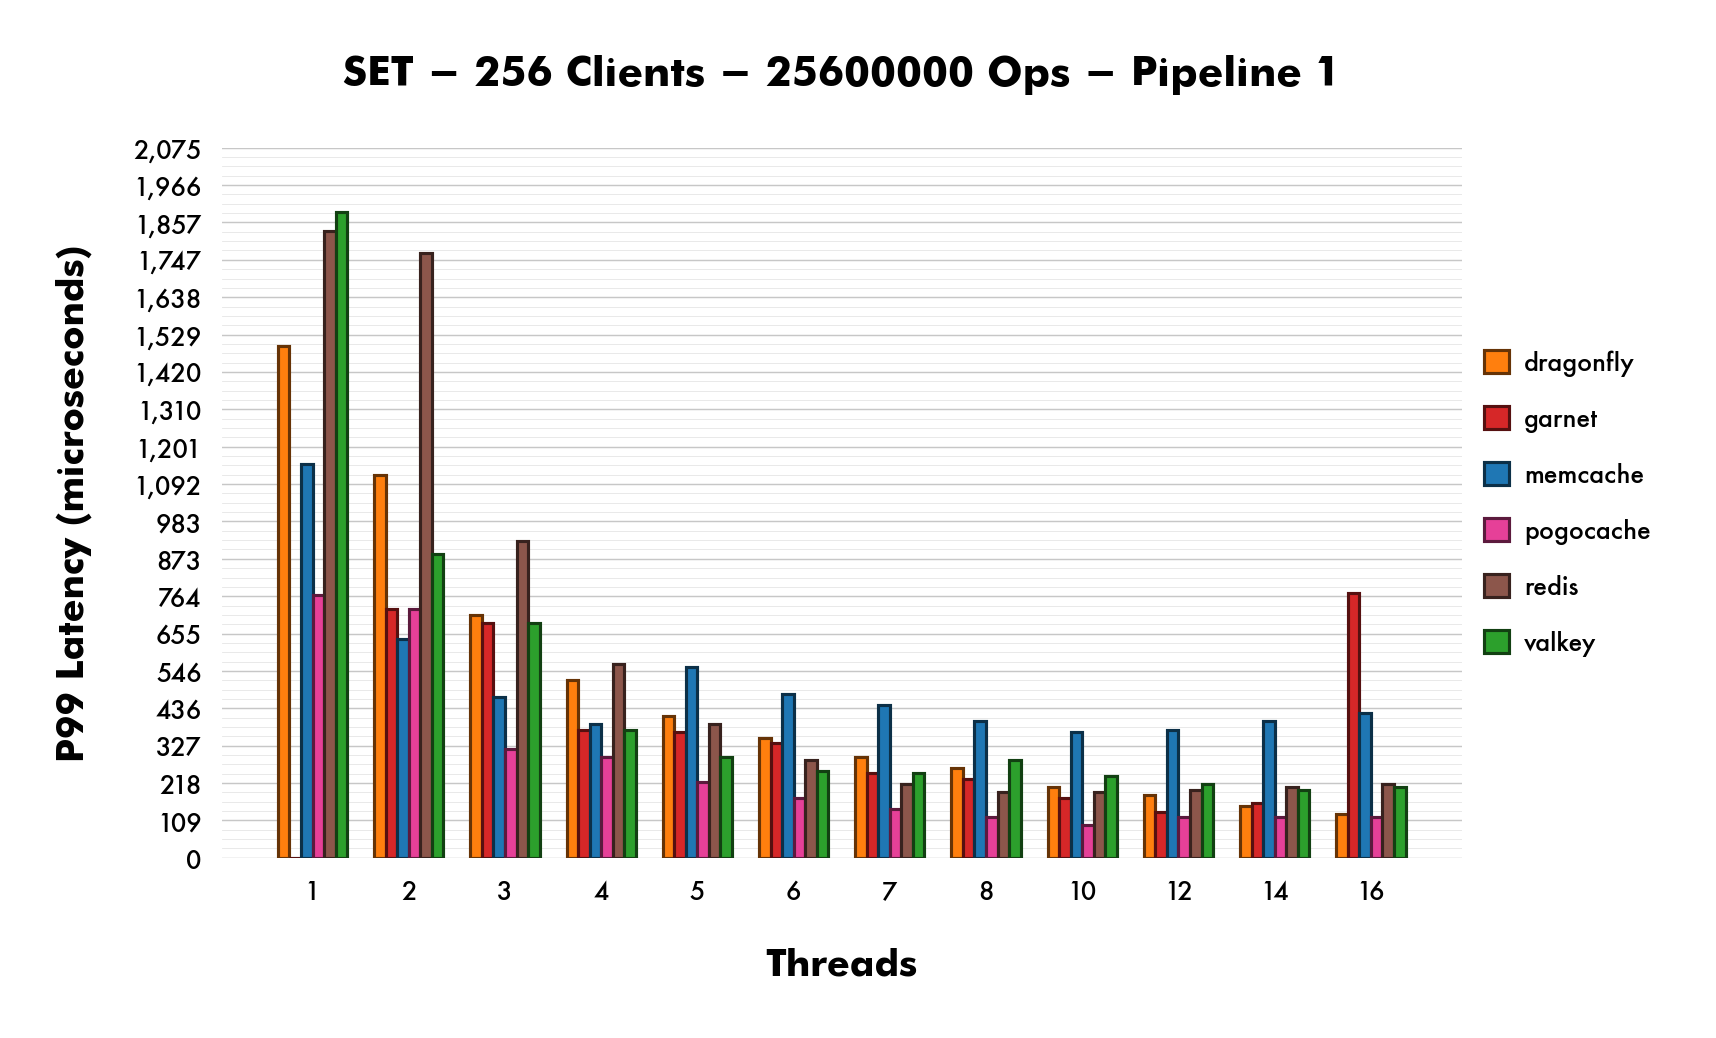 SET – 256 Clients – 25600000 Ops – Pipeline 1
P99 Latency (microseconds)
2,075
1,966
1,857
1,747
1,638
1,529
1,420
1,310
1,201
1,092
983
873
764
655
546
436
327
218
109
0
1 2 3 4 5 6 7 8 10 12 14 16
Threads
dragonfly
garnet
memcache
pogocache
redis
valkey